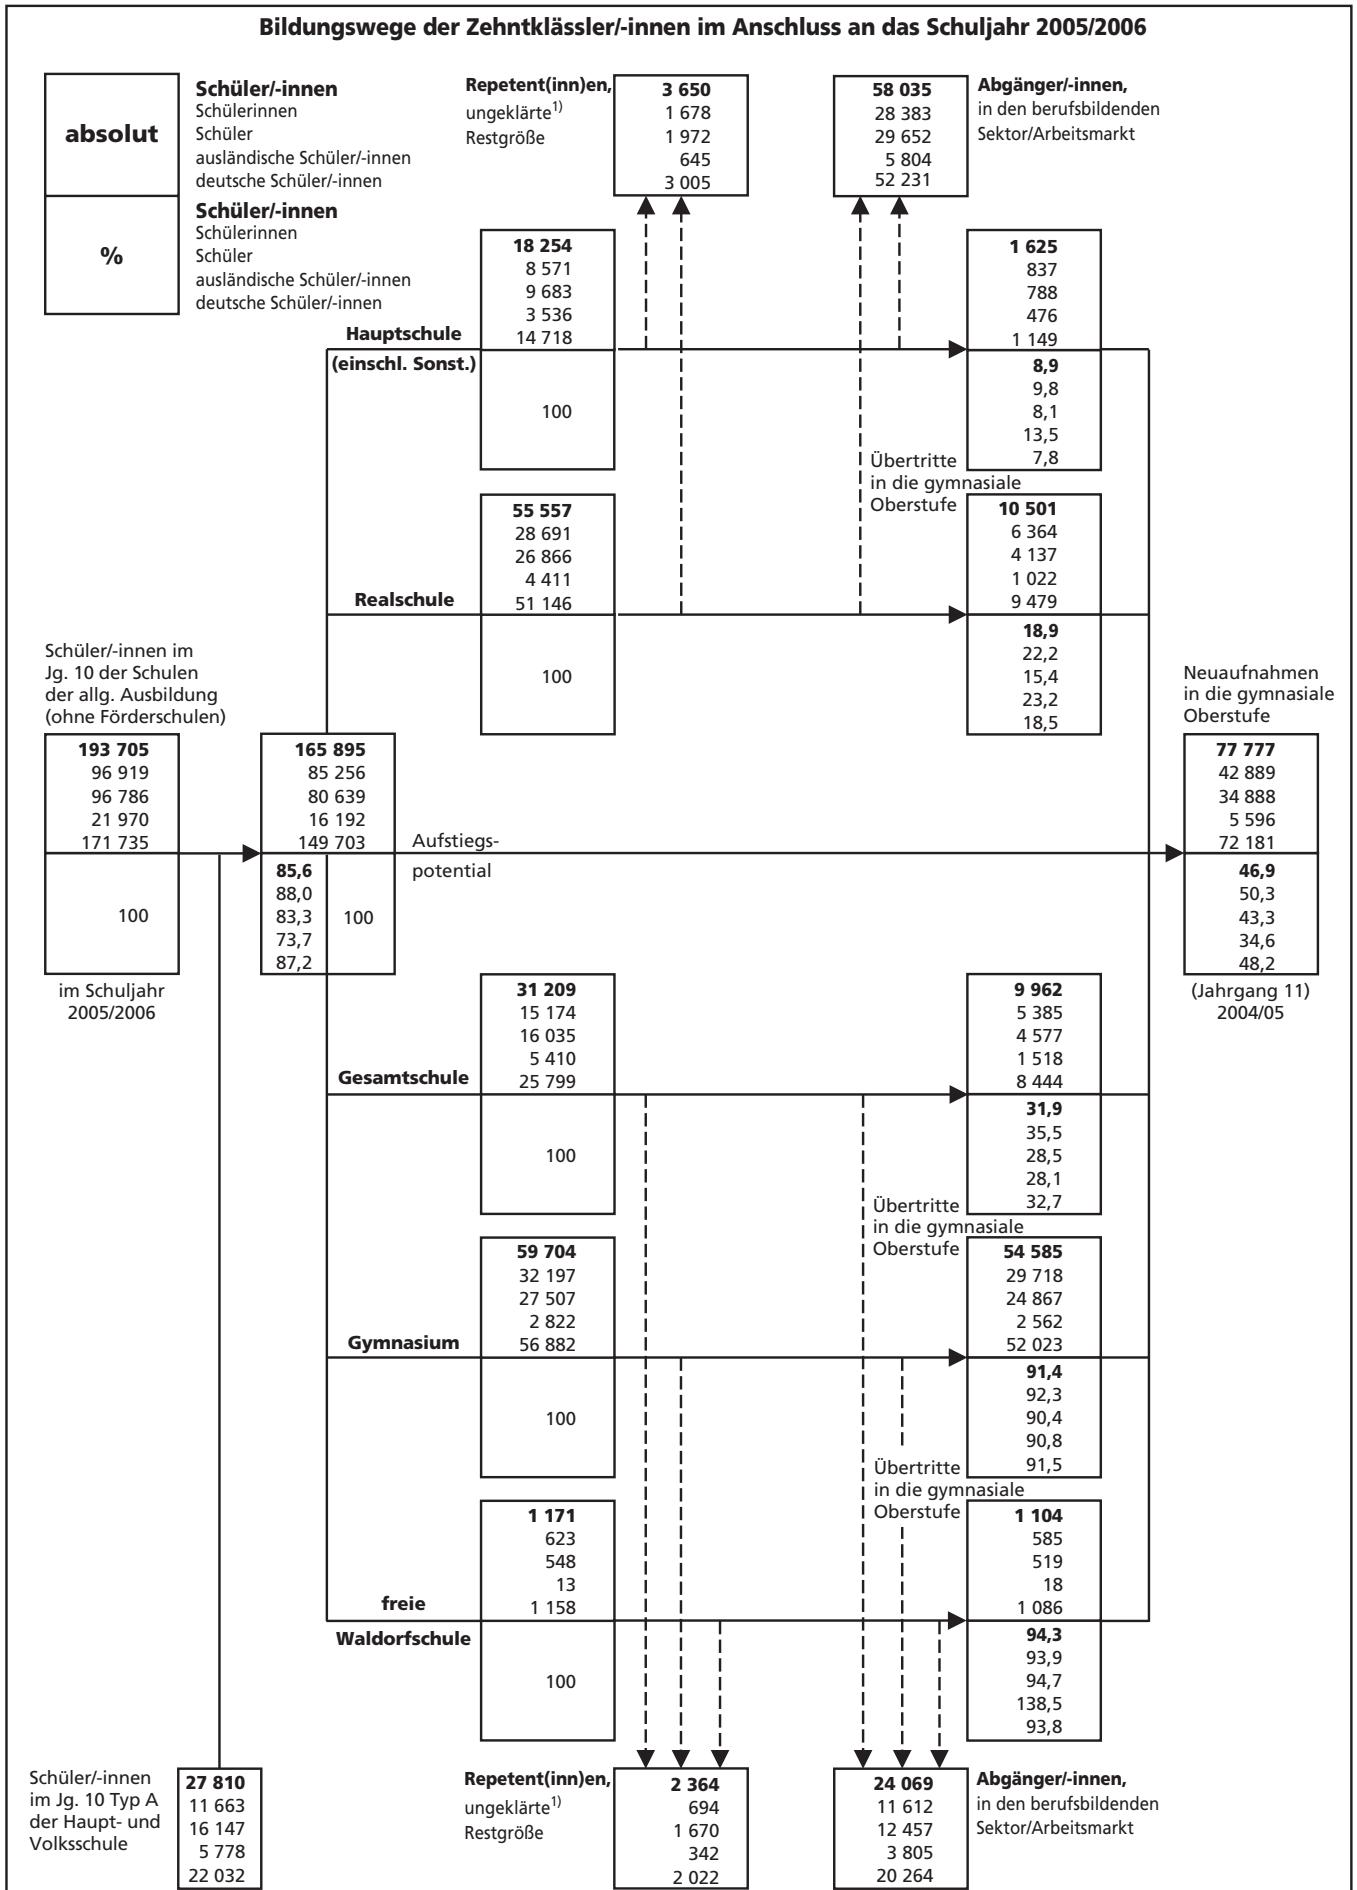 Bildungswege der Zehntklässler/-innen im Anschluss an das Schuljahr 2005/2006
absolut
Schüler/-innen
Schülerinnen
Schüler
ausländische Schüler/-innen
deutsche Schüler/-innen
%
Schüler/-innen
Schülerinnen
Schüler
ausländische Schüler/-innen
deutsche Schüler/-innen
Repetent(inn)en,
ungeklärte1)
Restgröße
3 650
1 678
1 972
645
3 005
58 035
28 383
29 652
5 804
52 231
Abgänger/-innen,
in den berufsbildenden
Sektor/Arbeitsmarkt
Hauptschule
(einschl. Sonst.)
18 254
8 571
9 683
3 536
14 718
100
1 625
837
788
476
1 149
8,9
9,8
8,1
13,5
7,8
Übertritte
in die gymnasiale
Oberstufe
Realschule
55 557
28 691
26 866
4 411
51 146
100
10 501
6 364
4 137
1 022
9 479
18,9
22,2
15,4
23,2
18,5
Schüler/-innen im
Jg. 10 der Schulen
der allg. Ausbildung
(ohne Förderschulen)
193 705
96 919
96 786
21 970
171 735
100
im Schuljahr
2005/2006
165 895
85 256
80 639
16 192
149 703
85,6
88,0
83,3
73,7
87,2
100
Aufstiegs-
potential
Neuaufnahmen
in die gymnasiale
Oberstufe
77 777
42 889
34 888
5 596
72 181
46,9
50,3
43,3
34,6
48,2
(Jahrgang 11)
2004/05
Gesamtschule
31 209
15 174
16 035
5 410
25 799
100
9 962
5 385
4 577
1 518
8 444
31,9
35,5
28,5
28,1
32,7
Übertritte
in die gymnasiale
Oberstufe
Gymnasium
59 704
32 197
27 507
2 822
56 882
100
54 585
29 718
24 867
2 562
52 023
91,4
92,3
90,4
90,8
91,5
Übertritte
in die gymnasiale
Oberstufe
freie
Waldorfschule
1 171
623
548
13
1 158
100
1 104
585
519
18
1 086
94,3
93,9
94,7
138,5
93,8
Schüler/-innen
im Jg. 10 Typ A
der Haupt- und
Volksschule
27 810
11 663
16 147
5 778
22 032
Repetent(inn)en,
ungeklärte1)
Restgröße
2 364
694
1 670
342
2 022
24 069
11 612
12 457
3 805
20 264
Abgänger/-innen,
in den berufsbildenden
Sektor/Arbeitsmarkt